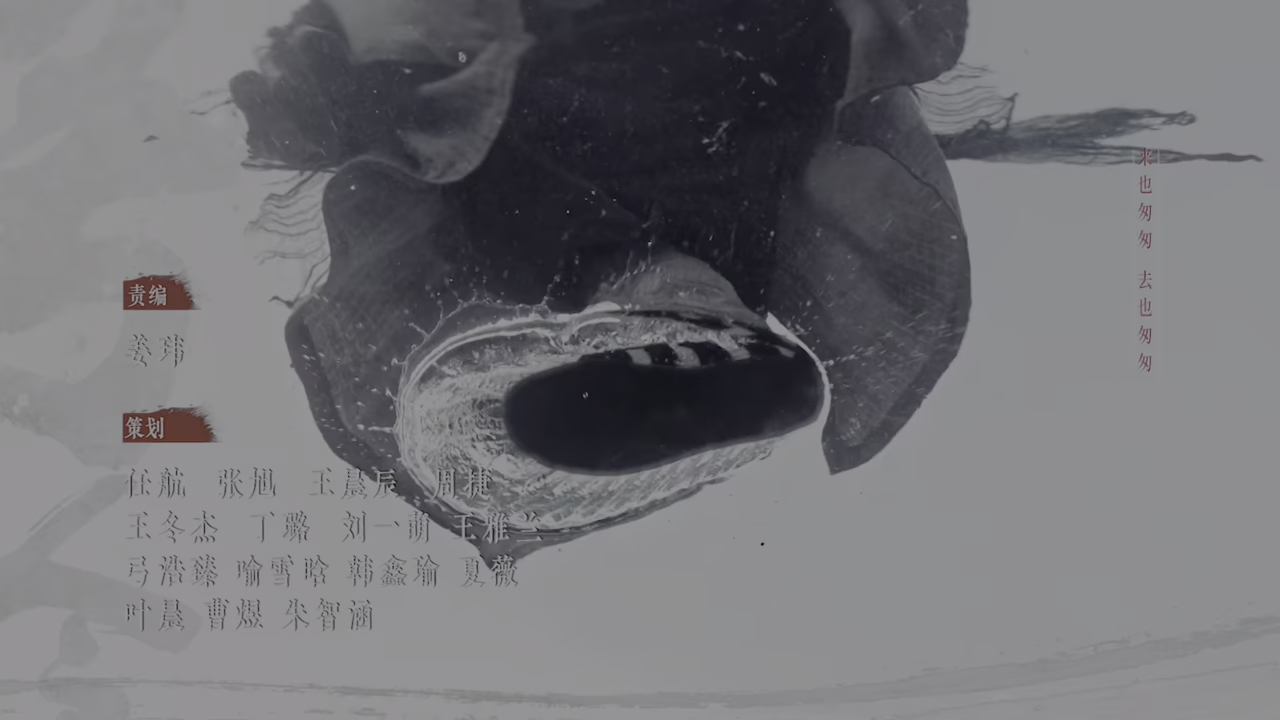 责编
姜玮
策划
任航 张旭 王晨辰 周捷
王冬杰 丁璐 刘一萌 王雅兰
弓浩臻 喻雪晗 韩鑫瑜 夏薇
叶晨 曹煜 朱智涵
来也匆匆 去也匆匆